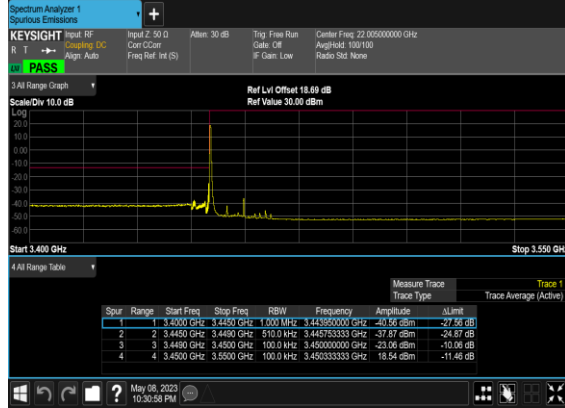 Spectrum Analyzer 1
Spurious Emissions
KEYSIGHT Input: RF Input Z: 50 Ω Atten: 30 dB Trig: Free Run Center Freq: 22.005000000 GHz
R T Coupling: DC Corr CCorr Gate: Off Avg|Hold: 100/100
Align: Auto Freq Ref: Int (S) IF Gain: Low Radio Std: None
PASS
3 All Range Graph
Ref Lvl Offset 18.69 dB
Scale/Div 10.0 dB Ref Value 30.00 dBm
Log
20.0
10.0
0.00
-10.0
-20.0
-30.0
-40.0
-50.0
-60.0
Start 3.400 GHz Stop 3.550 GH
4 All Range Table
Measure Trace Trace 1
Trace Type Trace Average (Active)
Spur Range Start Freq Stop Freq RBW Frequency Amplitude ΔLimit
1 1 3.4000 GHz 3.4450 GHz 1.000 MHz 3.443950000 GHz -40.56 dBm -27.56 dB
2 2 3.4450 GHz 3.4490 GHz 510.0 kHz 3.445753333 GHz -37.87 dBm -24.87 dB
3 3 3.4490 GHz 3.4500 GHz 100.0 kHz 3.450000000 GHz -23.06 dBm -10.06 dB
4 4 3.4500 GHz 3.5500 GHz 100.0 kHz 3.450333333 GHz 18.54 dBm -11.46 dB
May 08, 2023
10:30:58 PM